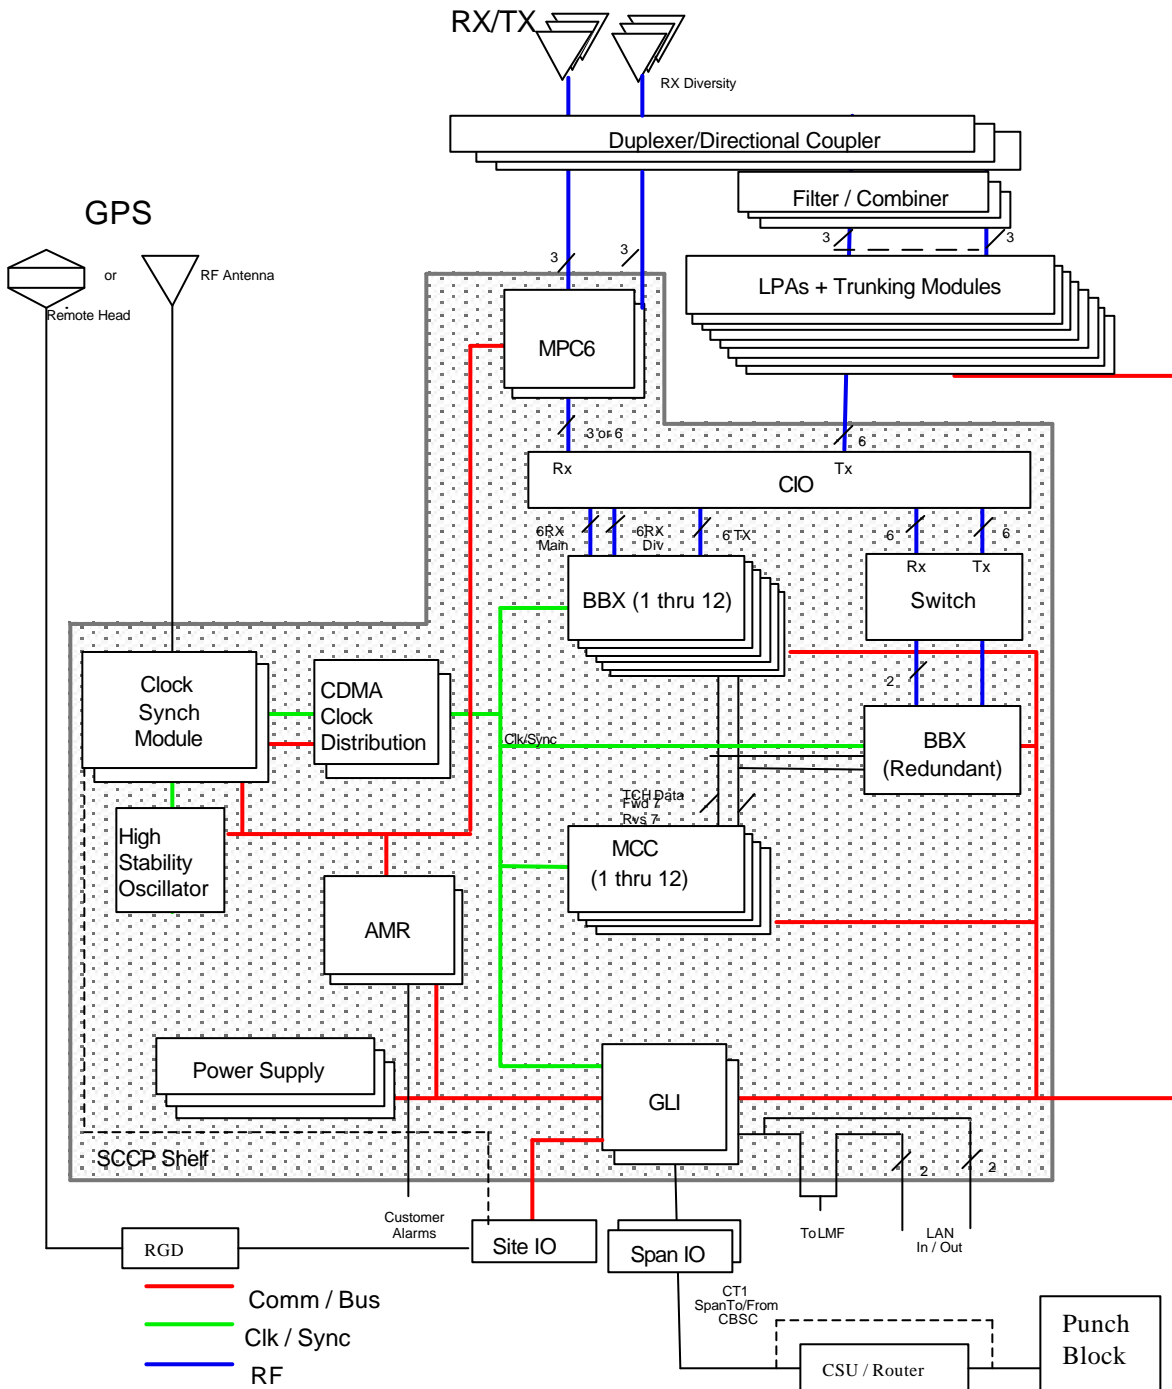 RX/TX
RX Diversity
Duplexer/Directional Coupler
Filter / Combiner
GPS
3
3
3
3
or
RF Antenna
Remote Head
LPAs + Trunking Modules
MPC6
3 or 6
6
Rx
Tx
CIO
6RX
Main
6RX
Div
6 TX
6
6
Rx
Tx
BBX (1 thru 12)
Switch
2
Clock
Synch
Module
CDMA
Clock
Distribution
Clk/Sync
BBX
(Redundant)
TCH Data
Fwd 7
Rvs 7
High
Stability
Oscillator
MCC
(1 thru 12)
AMR
Power Supply
GLI
SCCP Shelf
2
2
Customer
Alarms
To LMF
LAN
In / Out
RGD
Site IO
Span IO
Comm / Bus
Clk / Sync
RF
CT1
SpanTo/From
CBSC
CSU / Router
Punch
Block